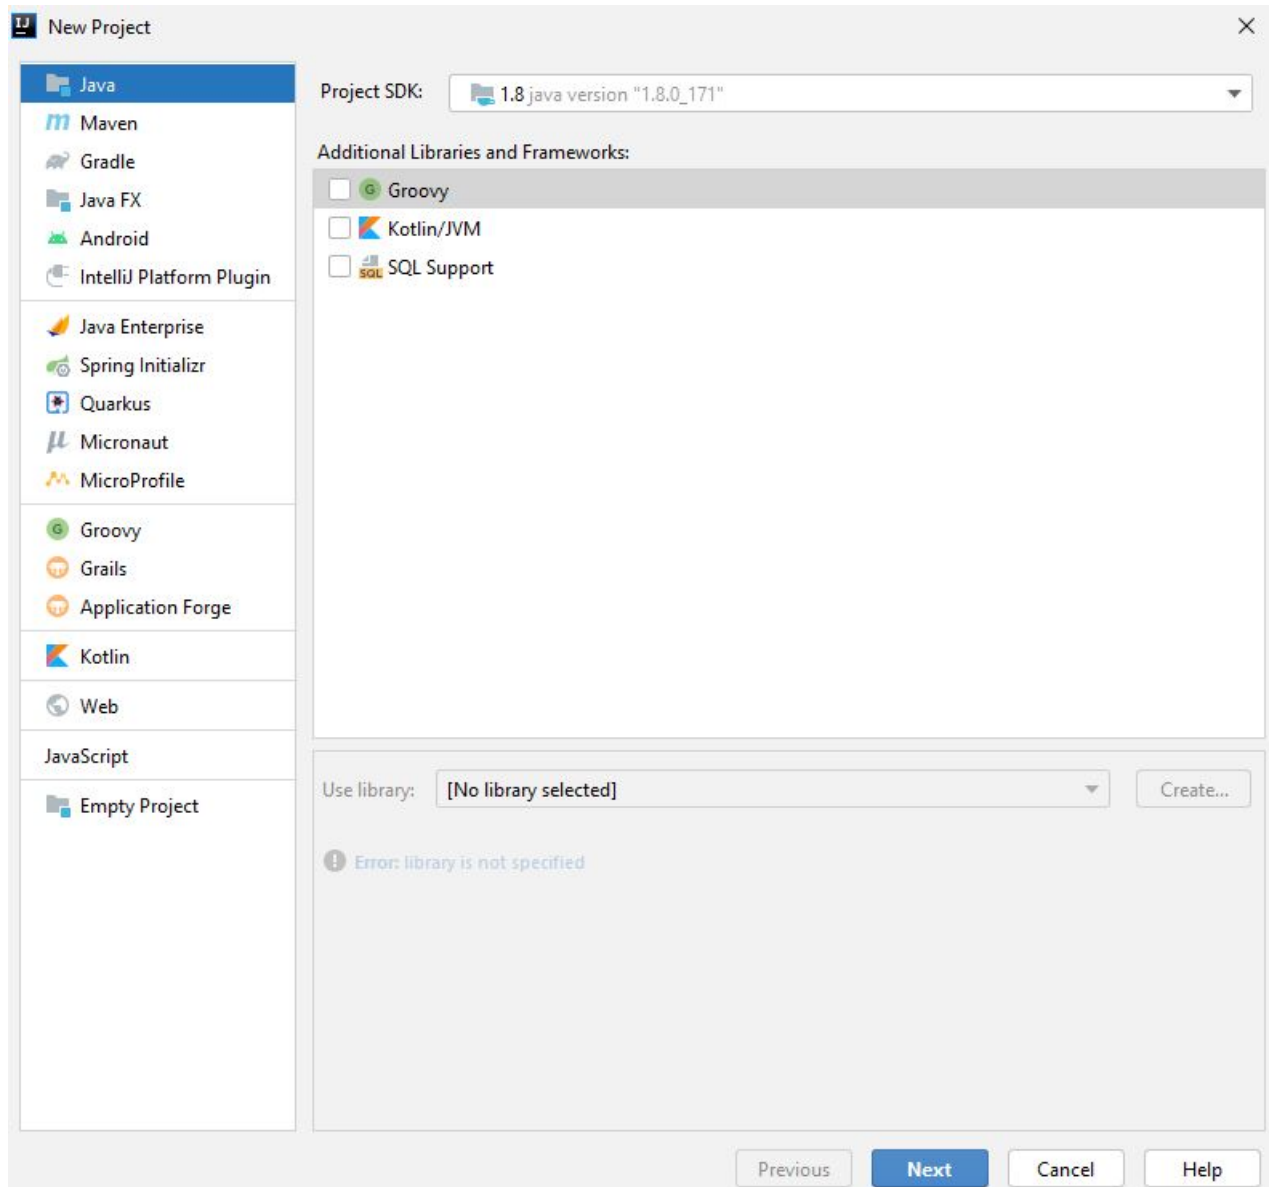 New Project
Java
Maven
Gradle
Java FX
Android
IntelliJ Platform Plugin
Java Enterprise
Spring Initializr
Quarkus
Micronaut
MicroProfile
Groovy
Grails
Application Forge
Kotlin
Web
JavaScript
Empty Project
Project SDK: 1.8 java version "1.8.0_171"
Additional Libraries and Frameworks:
Groovy
Kotlin/JVM
SQL Support
Use library: [No library selected] Create...
Error: library is not specified
Previous Next Cancel Help